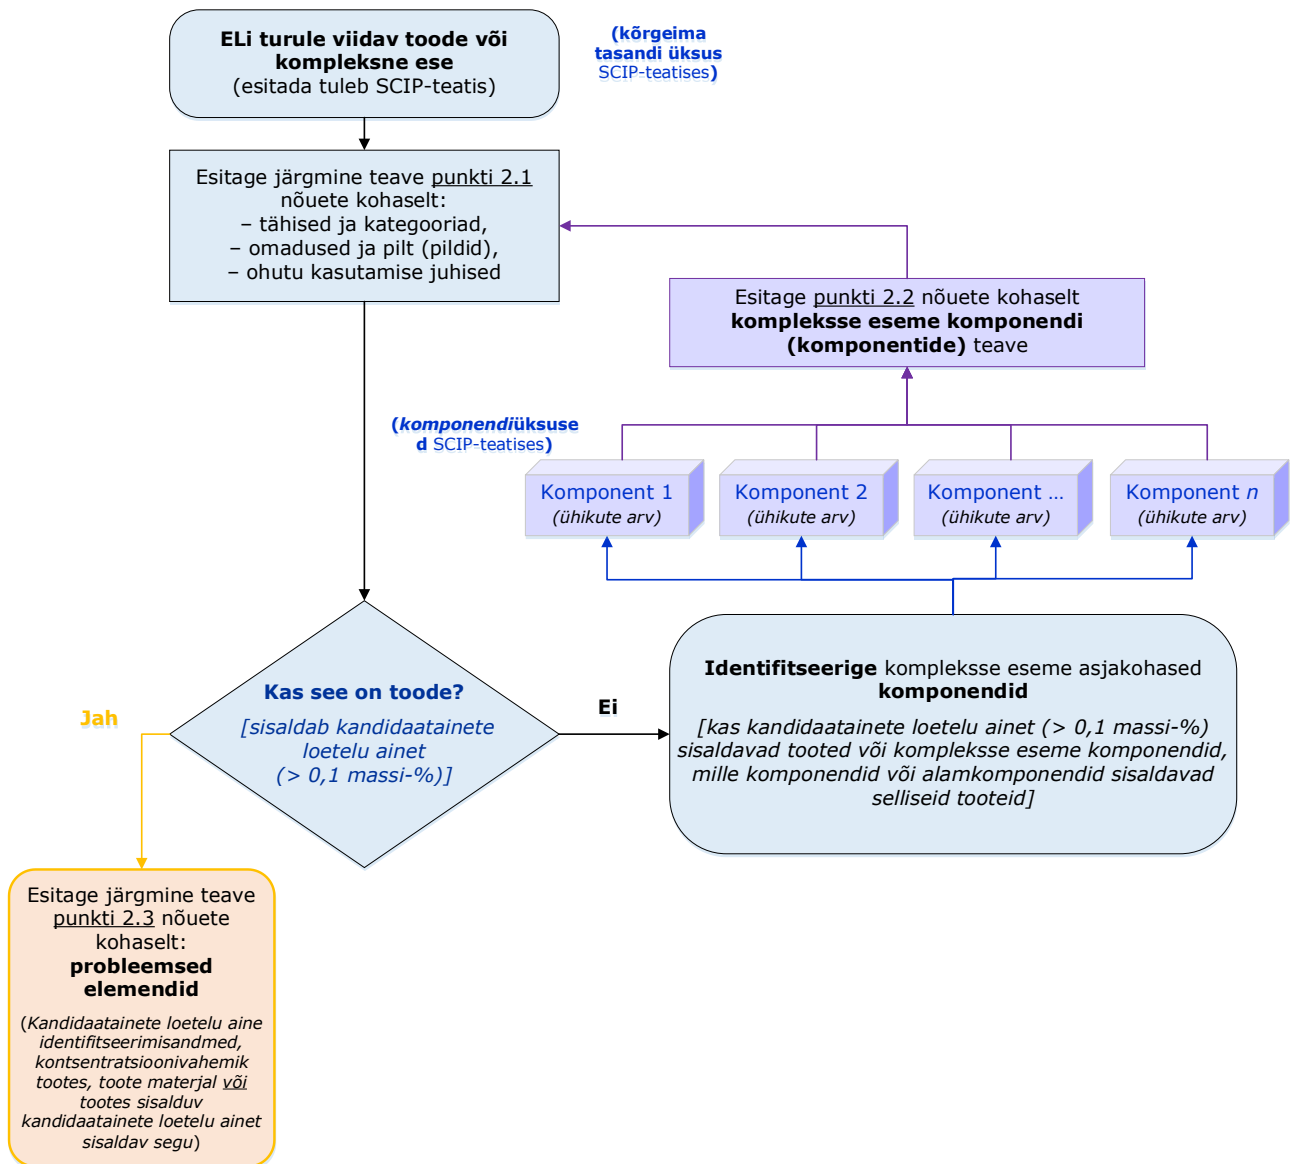 ELi turule viidav toode või
kompleksne ese
(esitada tuleb SCIP-teatis)
(kõrgeima
tasandi üksus
SCIP-teatises)
Esitage järgmine teave punkti 2.1
nõuete kohaselt:
– tähised ja kategooriad,
– omadused ja pilt (pildid),
– ohutu kasutamise juhised
Esitage punkti 2.2 nõuete kohaselt
kompleksse eseme komponendi
(komponentide) teave
(komponendiüksuse
d SCIP-teatises)
Komponent 1
(ühikute arv)
Komponent 2
(ühikute arv)
Komponent ...
(ühikute arv)
Komponent n
(ühikute arv)
Kas see on toode?
[sisaldab kandidaatainete
loetelu ainet
(> 0,1 massi-%)]
Jah
Ei
Identifitseerige kompleksse eseme asjakohased
komponendid
[kas kandidaatainete loetelu ainet (> 0,1 massi-%)
sisaldavad tooted või kompleksse eseme komponendid,
mille komponendid või alamkomponendid sisaldavad
selliseid tooteid]
Esitage järgmine teave
punkti 2.3 nõuete
kohaselt:
probleemsed
elemendid
(Kandidaatainete loetelu aine
identifitseerimisandmed,
kontsentratsioonivahemik
tootes, toote materjal või
tootes sisalduv
kandidaatainete loetelu ainet
sisaldav segu)